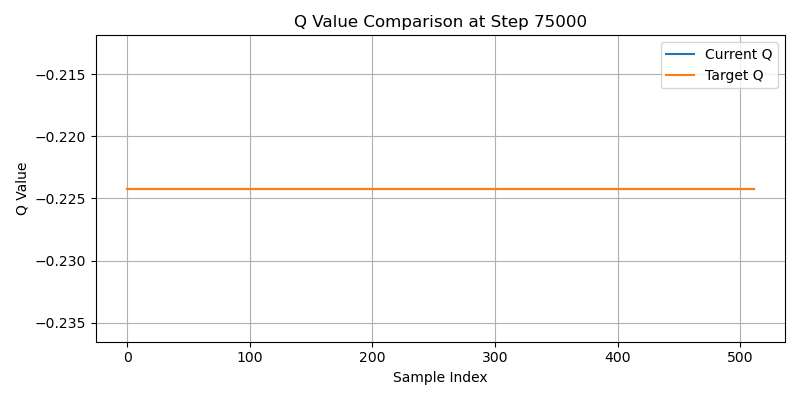 Q Value Comparison at Step 75000
Current Q
Target Q
−0.215
−0.220
−0.225
−0.230
−0.235
Q Value
0
100
200
300
400
500
Sample Index